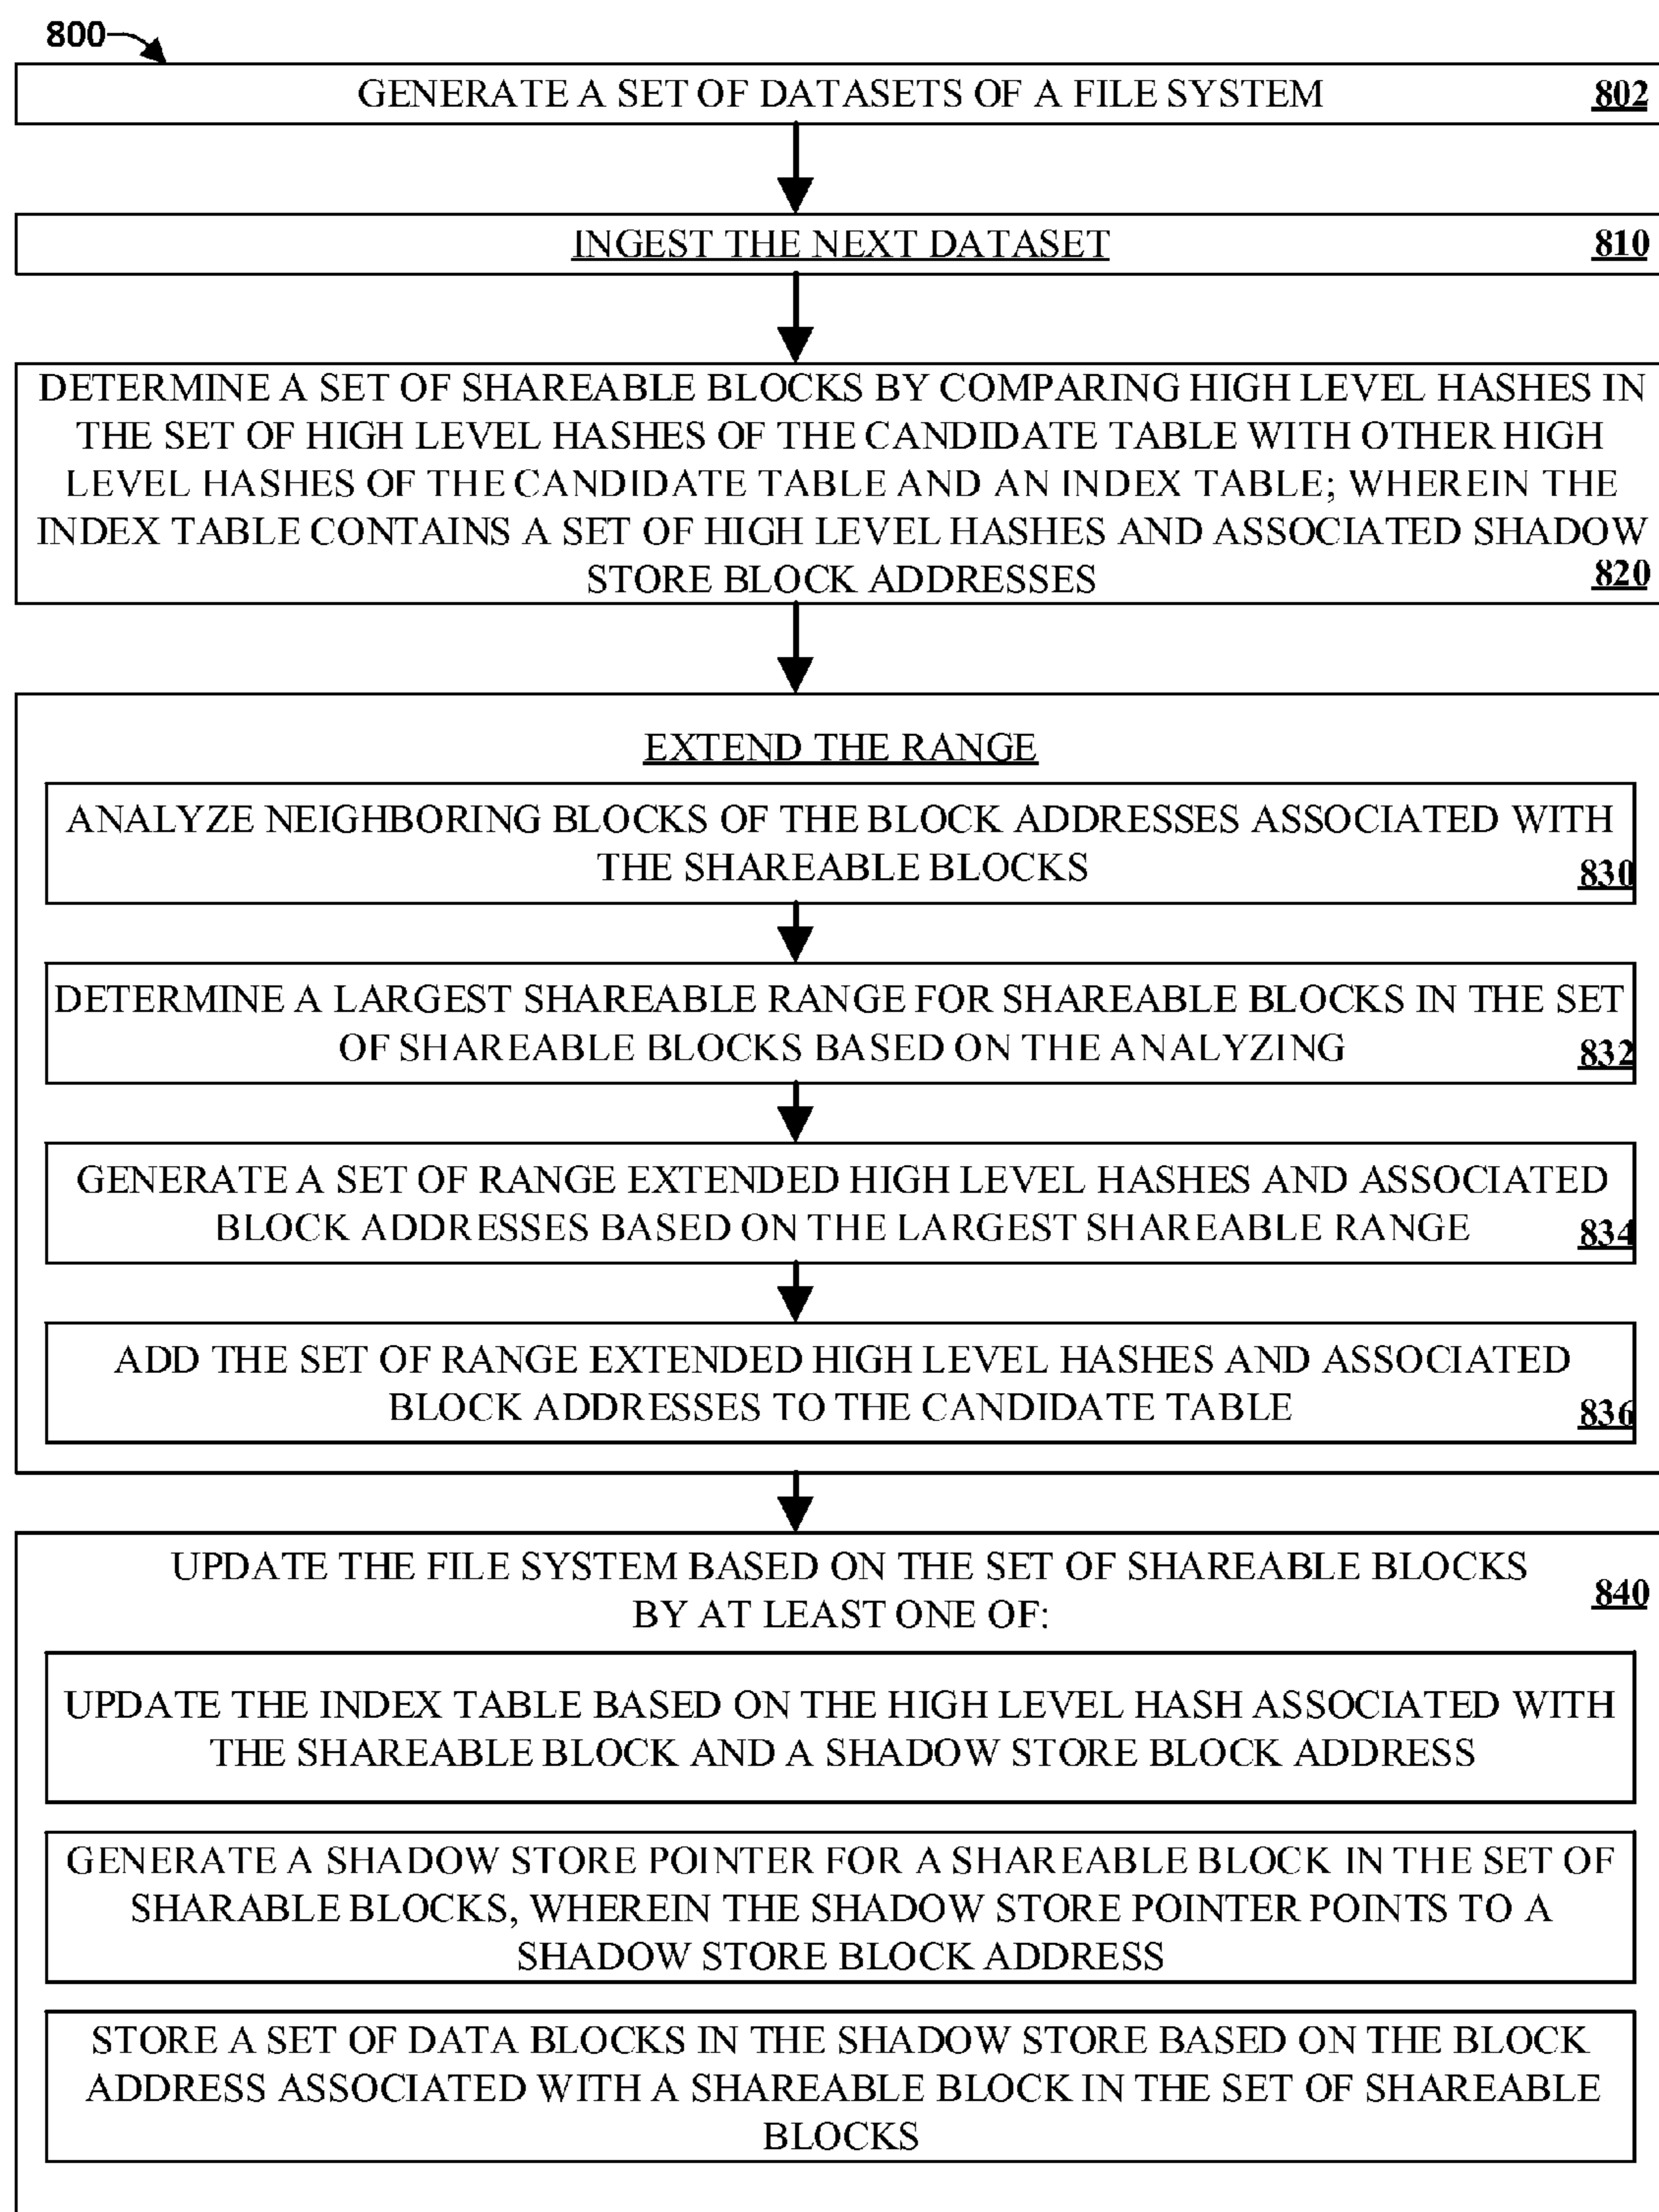 800
GENERATE A SET OF DATASETS OF A FILE SYSTEM 802
INGEST THE NEXT DATASET 810
DETERMINE A SET OF SHAREABLE BLOCKS BY COMPARING HIGH LEVEL HASHES IN
THE SET OF HIGH LEVEL HASHES OF THE CANDIDATE TABLE WITH OTHER HIGH
LEVEL HASHES OF THE CANDIDATE TABLE AND AN INDEX TABLE; WHEREIN THE
INDEX TABLE CONTAINS A SET OF HIGH LEVEL HASHES AND ASSOCIATED SHADOW
STORE BLOCK ADDRESSES 820
EXTEND THE RANGE
ANALYZE NEIGHBORING BLOCKS OF THE BLOCK ADDRESSES ASSOCIATED WITH
THE SHAREABLE BLOCKS 830
DETERMINE A LARGEST SHAREABLE RANGE FOR SHAREABLE BLOCKS IN THE SET
OF SHAREABLE BLOCKS BASED ON THE ANALYZING 832
GENERATE A SET OF RANGE EXTENDED HIGH LEVEL HASHES AND ASSOCIATED
BLOCK ADDRESSES BASED ON THE LARGEST SHAREABLE RANGE 834
ADD THE SET OF RANGE EXTENDED HIGH LEVEL HASHES AND ASSOCIATED
BLOCK ADDRESSES TO THE CANDIDATE TABLE 836
UPDATE THE FILE SYSTEM BASED ON THE SET OF SHAREABLE BLOCKS
BY AT LEAST ONE OF: 840
UPDATE THE INDEX TABLE BASED ON THE HIGH LEVEL HASH ASSOCIATED WITH
THE SHAREABLE BLOCK AND A SHADOW STORE BLOCK ADDRESS
GENERATE A SHADOW STORE POINTER FOR A SHAREABLE BLOCK IN THE SET OF
SHARABLE BLOCKS, WHEREIN THE SHADOW STORE POINTER POINTS TO A
SHADOW STORE BLOCK ADDRESS
STORE A SET OF DATA BLOCKS IN THE SHADOW STORE BASED ON THE BLOCK
ADDRESS ASSOCIATED WITH A SHAREABLE BLOCK IN THE SET OF SHAREABLE
BLOCKS